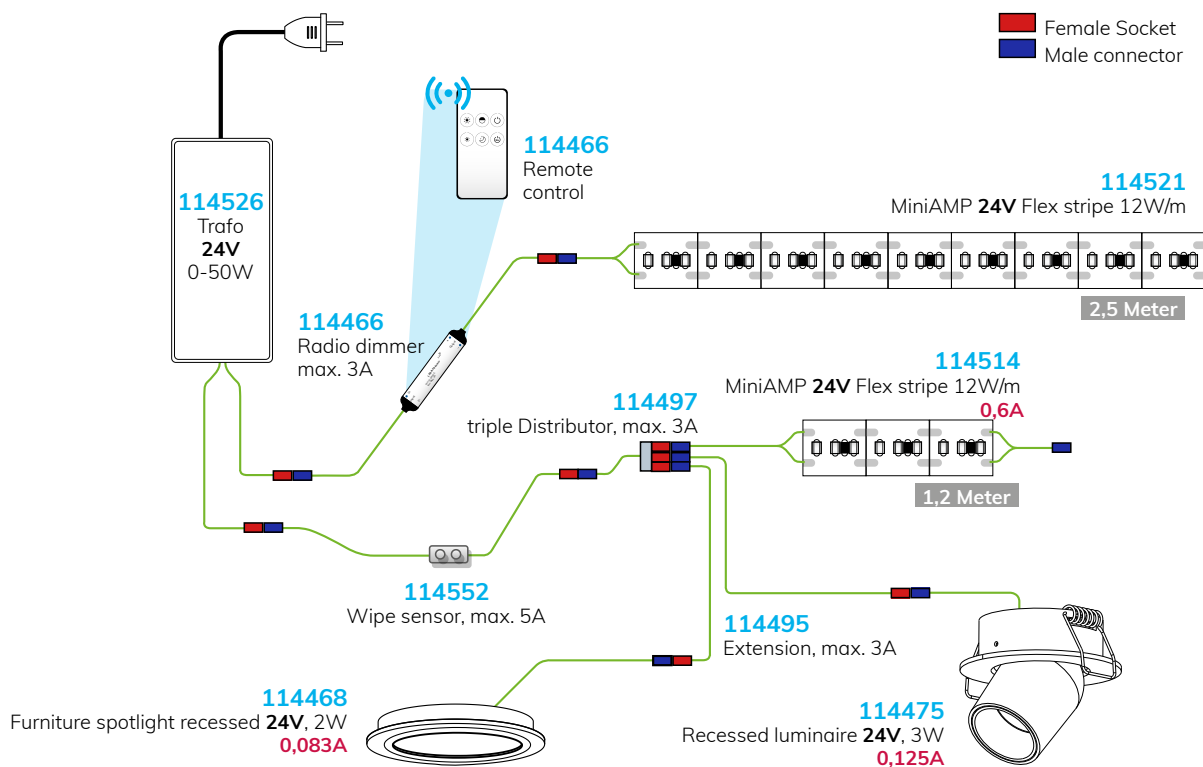 Female Socket
Male connector
114466
Remote
control
114526
Trafo
24V
0-50W
114521
MiniAMP 24V Flex stripe 12W/m
2,5 Meter
114466
Radio dimmer
max. 3A
114514
MiniAMP 24V Flex stripe 12W/m
0,6A
1,2 Meter
114497
triple Distributor, max. 3A
114552
Wipe sensor, max. 5A
114495
Extension, max. 3A
114468
Furniture spotlight recessed 24V, 2W
0,083A
114475
Recessed luminaire 24V, 3W
0,125A